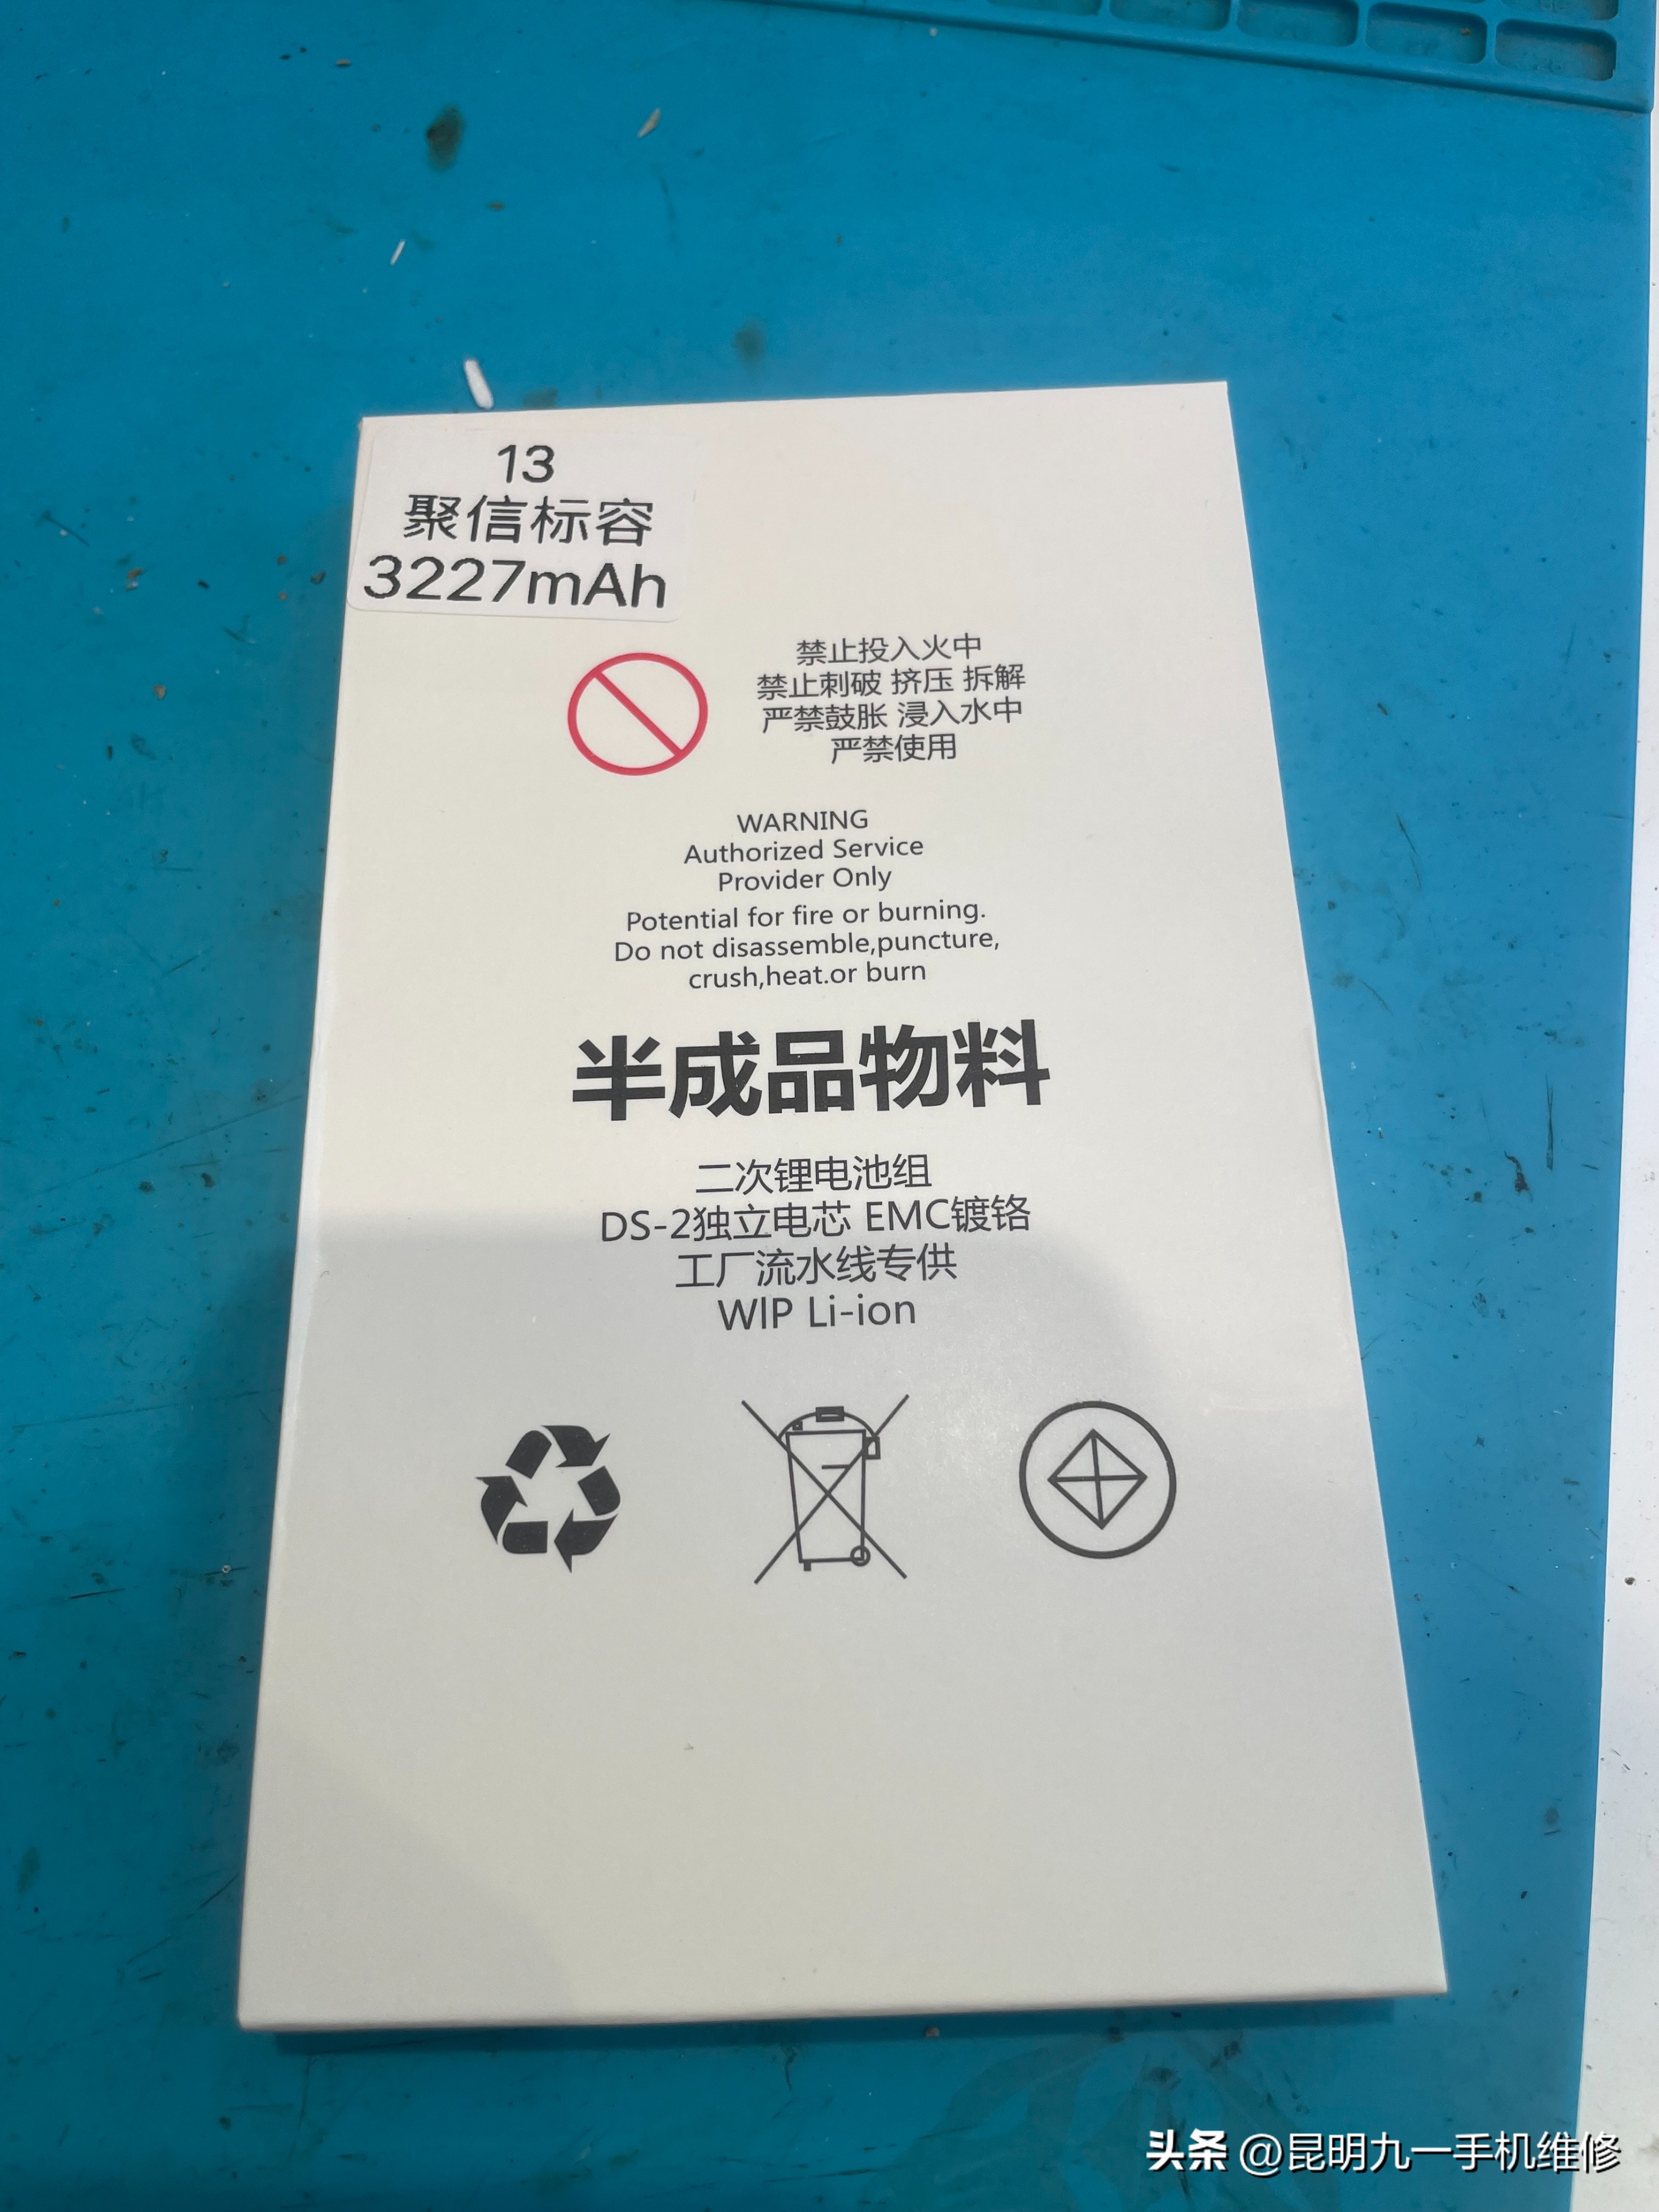 13
聚信标容
3227mAh
禁止投入火中
禁止刺破 挤压 拆解
严禁鼓胀 浸入水中
严禁使用
WARNING
Authorized Service
Provider Only
Potential for fire or burning.
Do not disassemble,puncture,
crush,heat.or burn
半成品物料
二次锂电池组
DS-2独立电芯 EMC镀铬
工厂流水线专供
WIP Li-ion
头条 @昆明九一手机维修